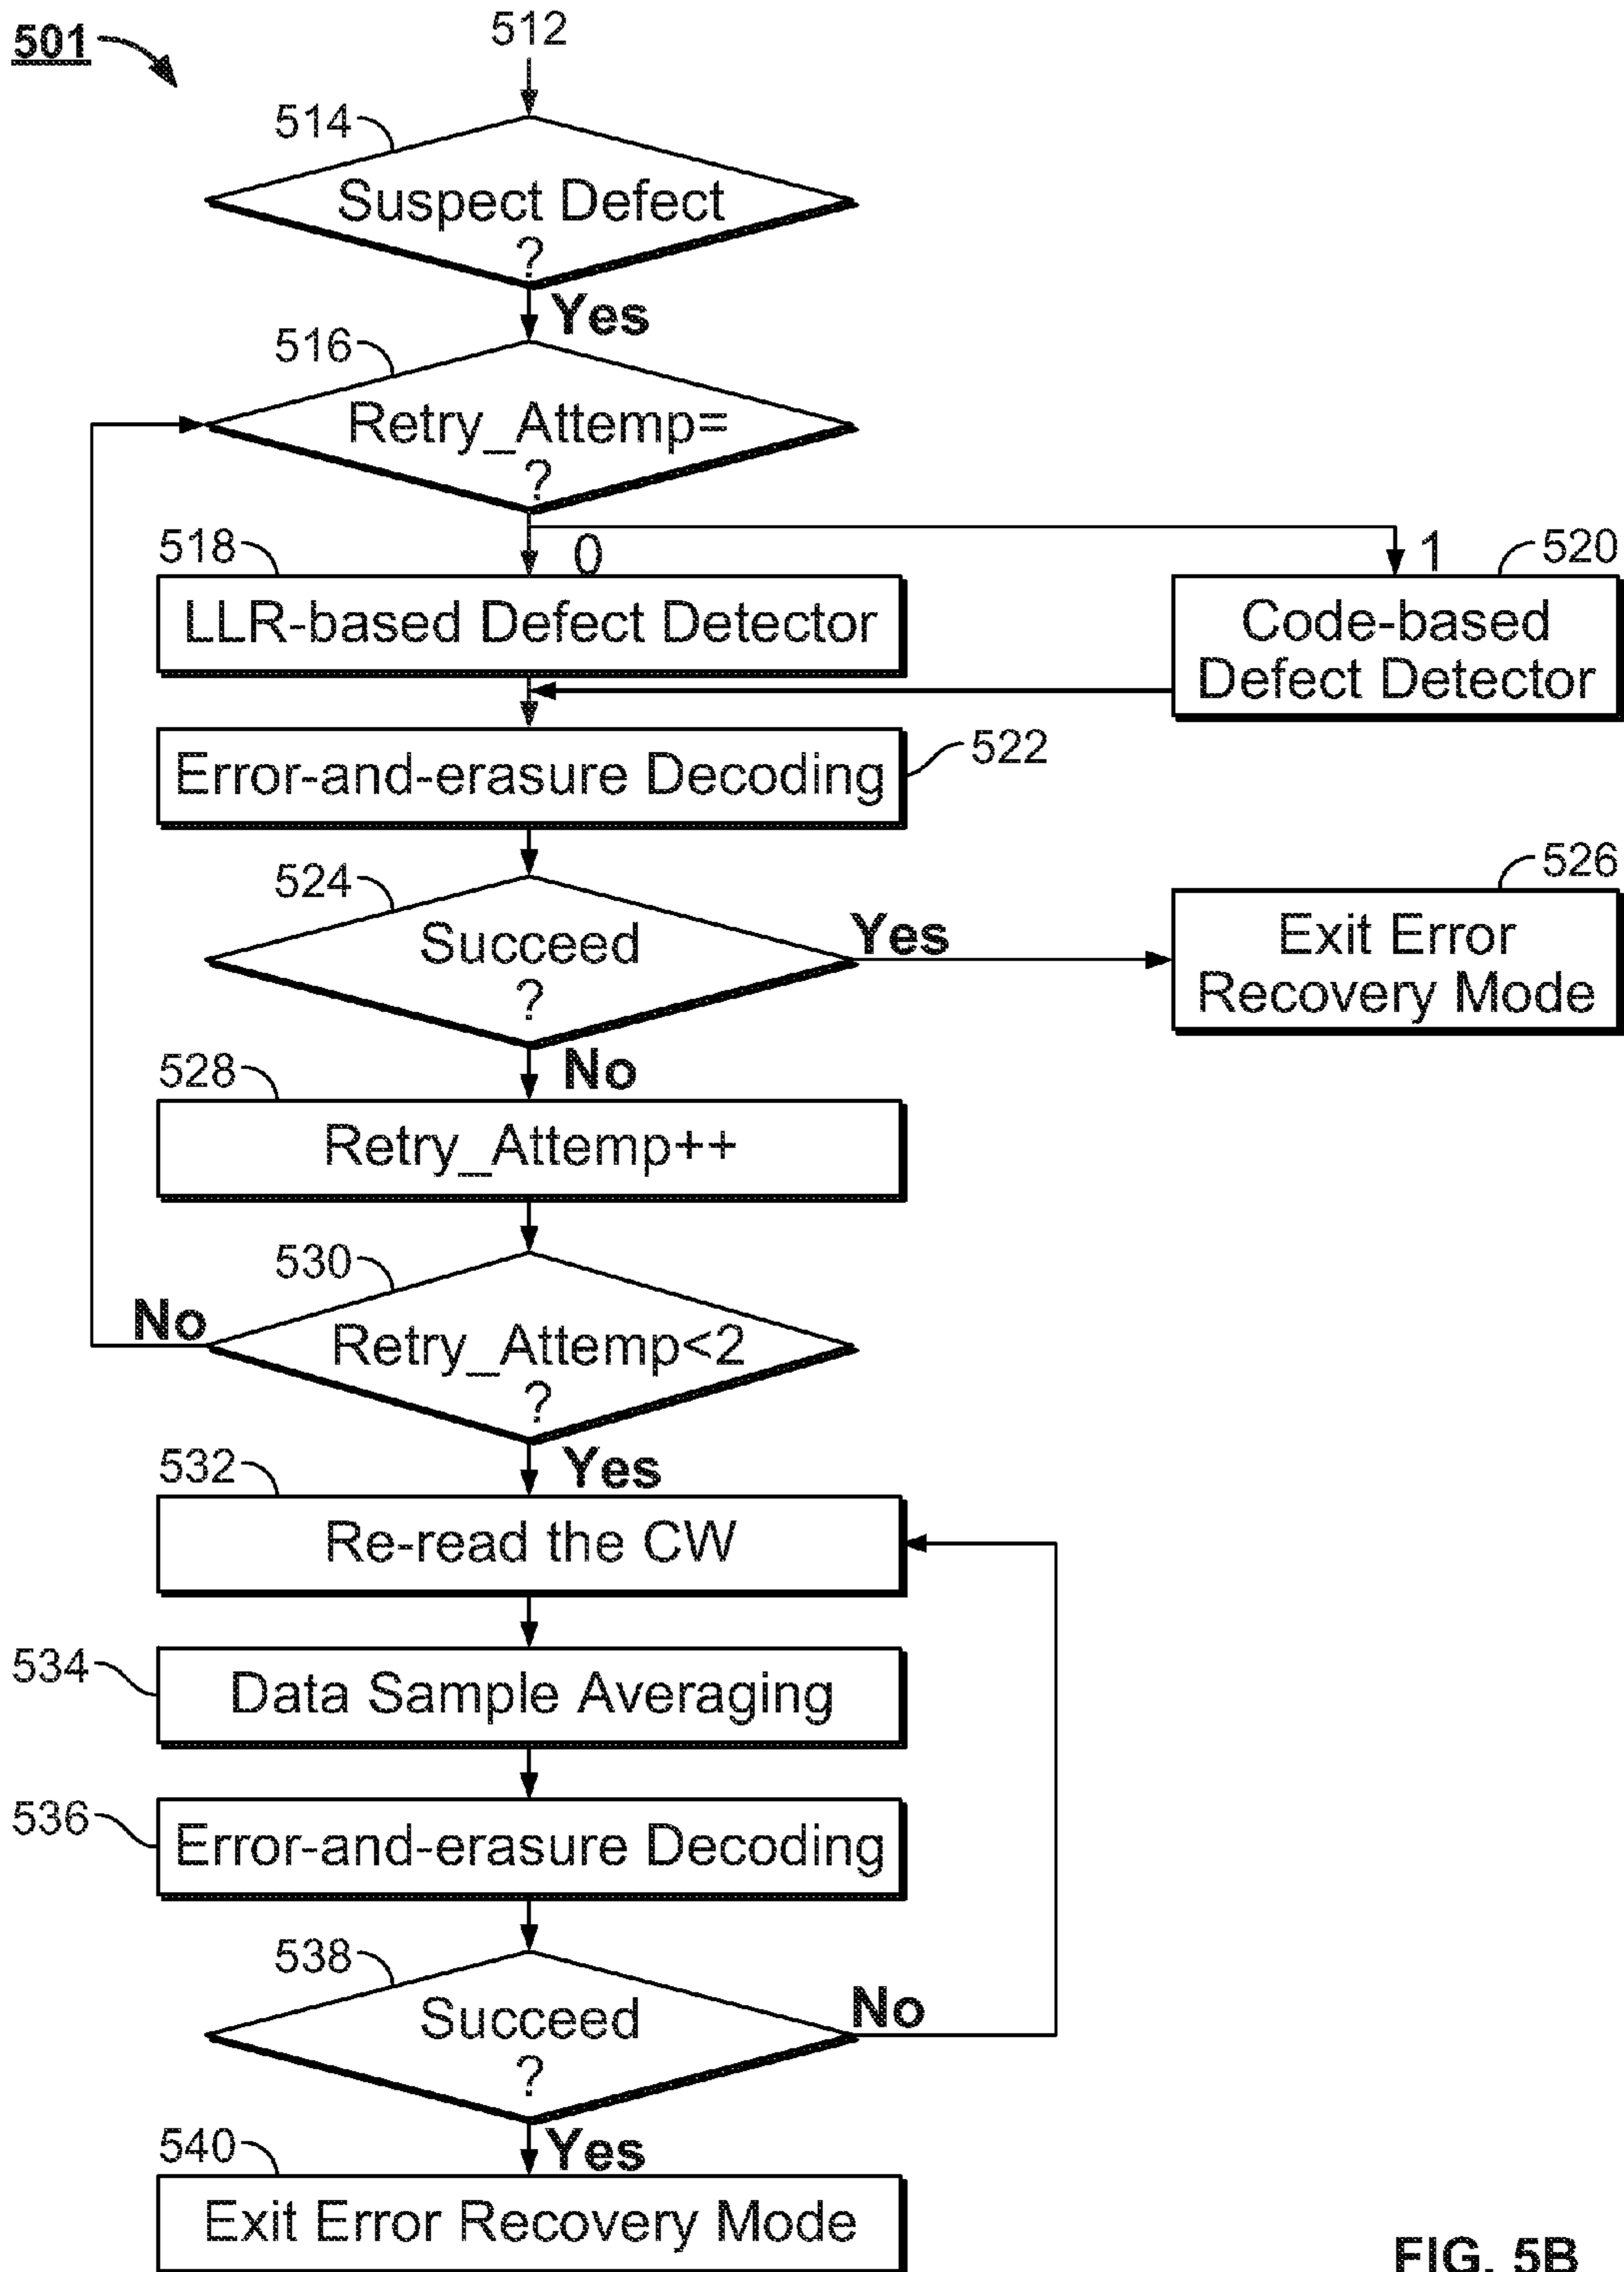 501
512
514
Suspect Defect
?
Yes
516
Retry_Attemp=
?
0
1
518
LLR-based Defect Detector
520
Code-based
Defect Detector
Error-and-erasure Decoding
522
524
Succeed
?
Yes
526
Exit Error
Recovery Mode
No
528
Retry_Attemp++
530
Retry_Attemp<2
?
No
Yes
532
Re-read the CW
534
Data Sample Averaging
536
Error-and-erasure Decoding
538
Succeed
?
No
Yes
540
Exit Error Recovery Mode
FIG. 5B